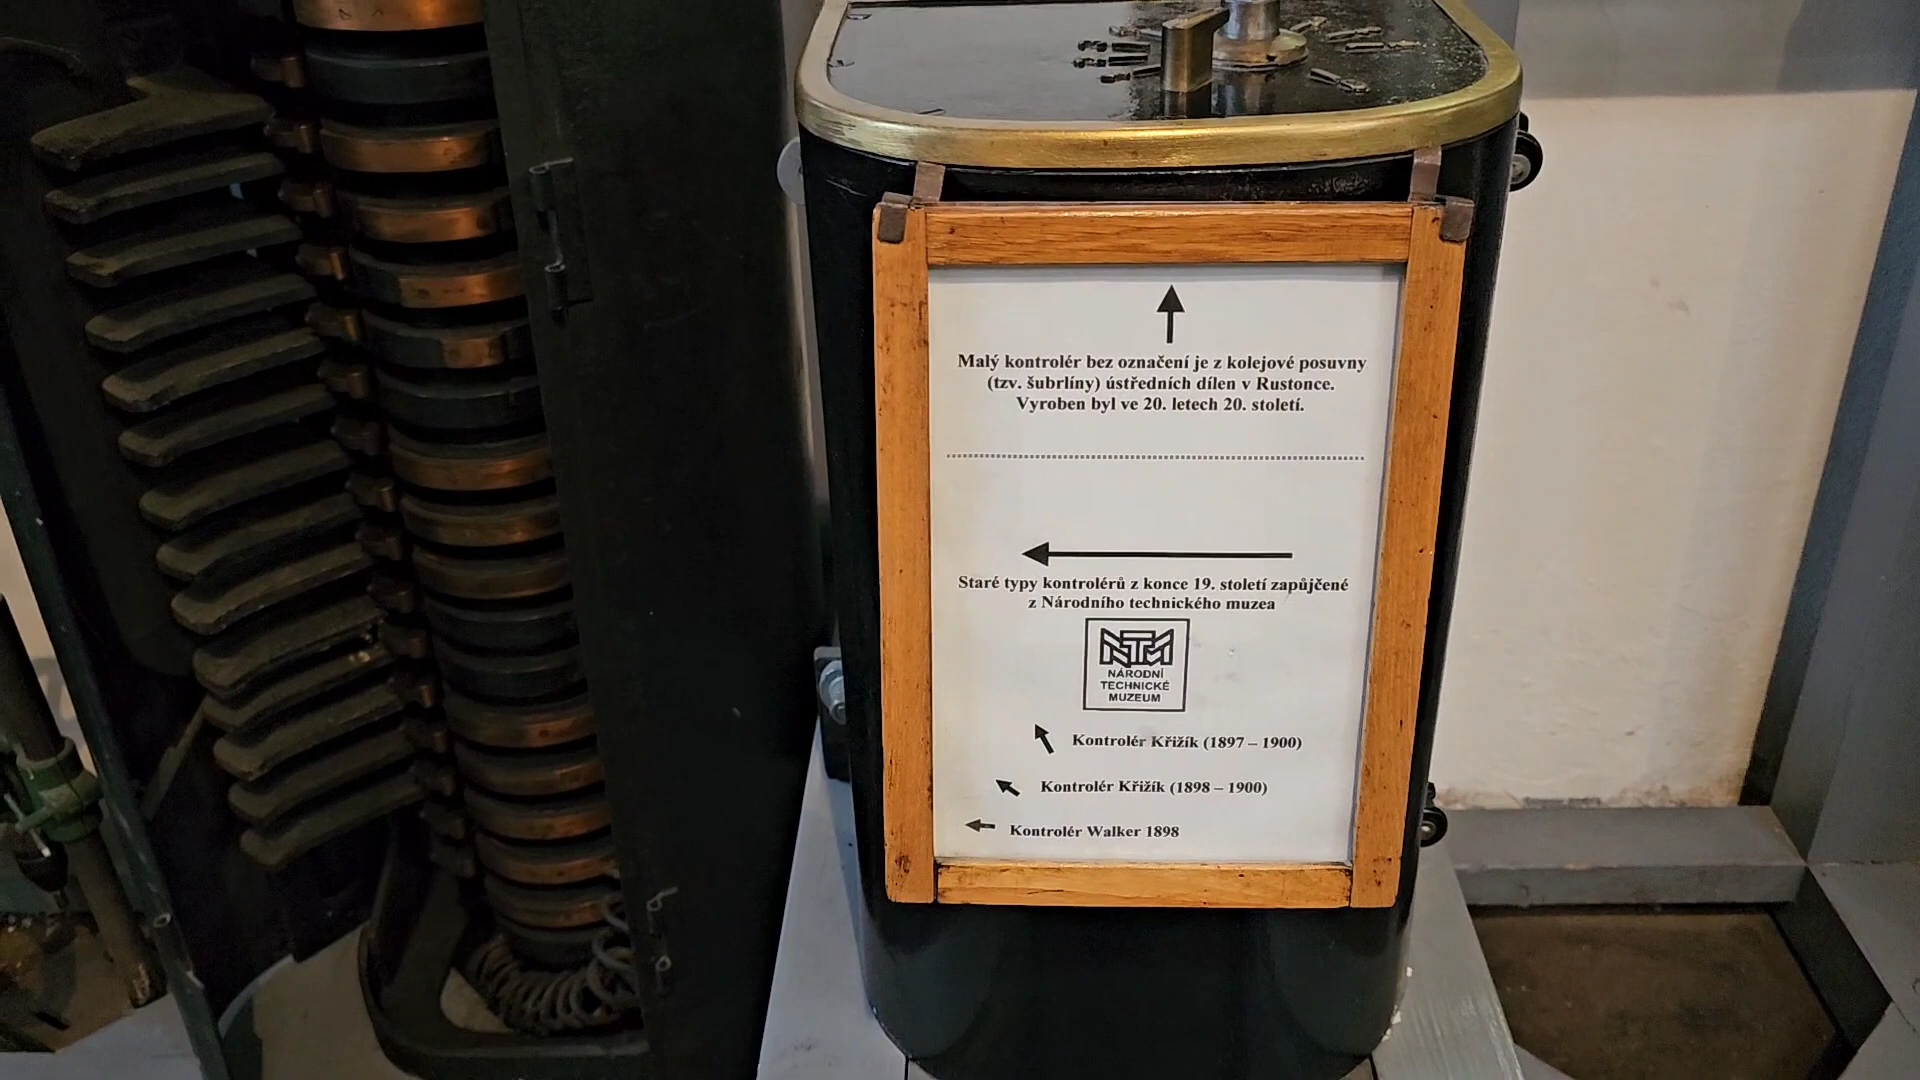 Malý kontrolér bez označení je z kolejové posuvny
(tzv. šubrlíny) ústředních dílen v Rustonce.
Vyroben byl ve 20. letech 20. století.
Staré typy kontrolérů z konce 19. století zapůjčené
z Národního technického muzea
NTM
NÁRODNÍ
TECHNICKÉ
MUZEUM
Kontrolér Křižík (1897 – 1900)
Kontrolér Křižík (1898 – 1900)
Kontrolér Walker 1898